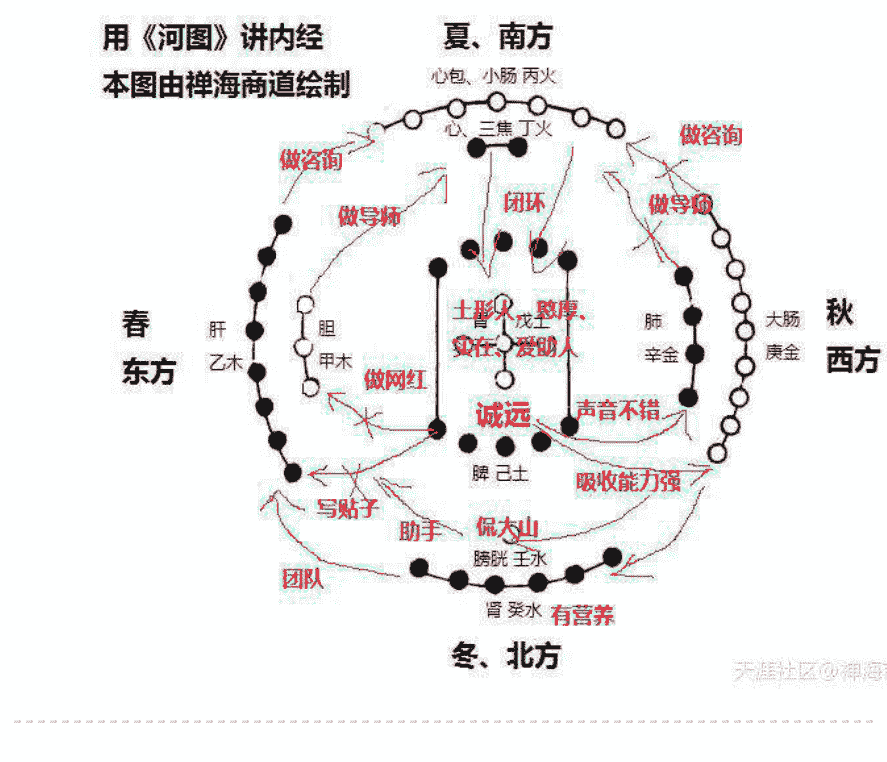 用《河图》讲内经
本图由禅海商道绘制
夏、南方
心包、小肠 丙火
心、三焦 丁火
做咨询
做咨询
做导师
闭环
做导师
春
东方
肝
乙木
胆
甲木
土形人、憨厚、
胃 戊土
实在、爱助人
肺
辛金
大肠
庚金
秋
西方
做网红
诚远
声音不错
脾 己土
吸收能力强
写贴子
助手
侃大山
膀胱 壬水
团队
肾 癸水
有营养
冬、北方
天涯社区@禅海